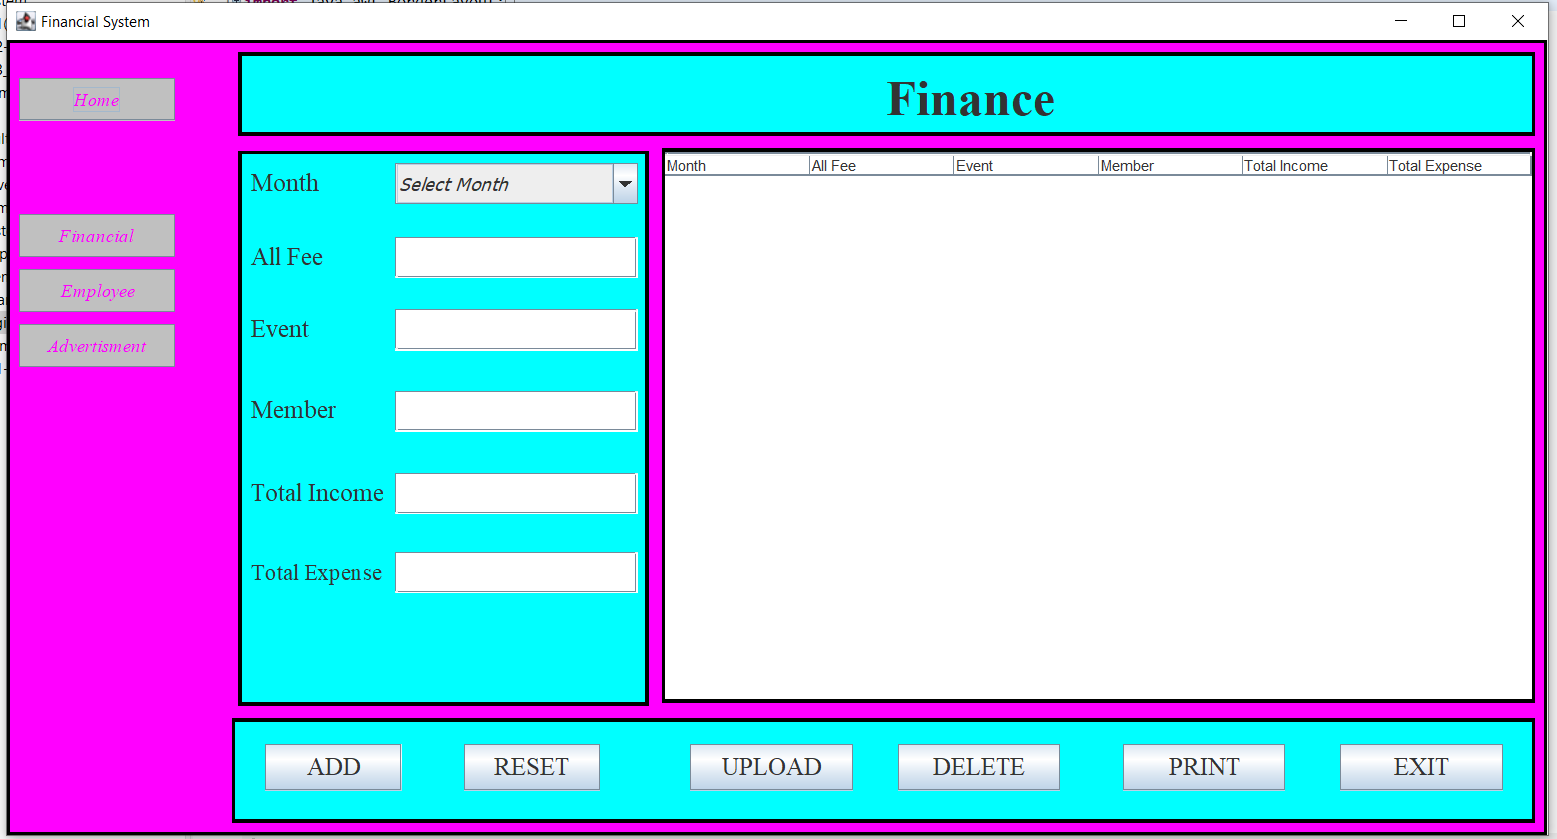 Financial System
Home
Financial
Employee
Advertisment
Finance
Month
Select Month
All Fee
Event
Member
Total Income
Total Expense
Month All Fee Event Member Total Income Total Expense
ADD RESET UPLOAD DELETE PRINT EXIT